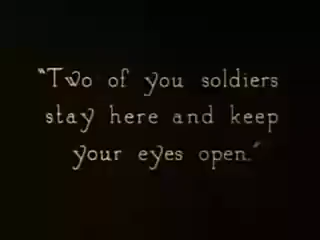 "Two of you soldiers
stay here and keep
your eyes open."